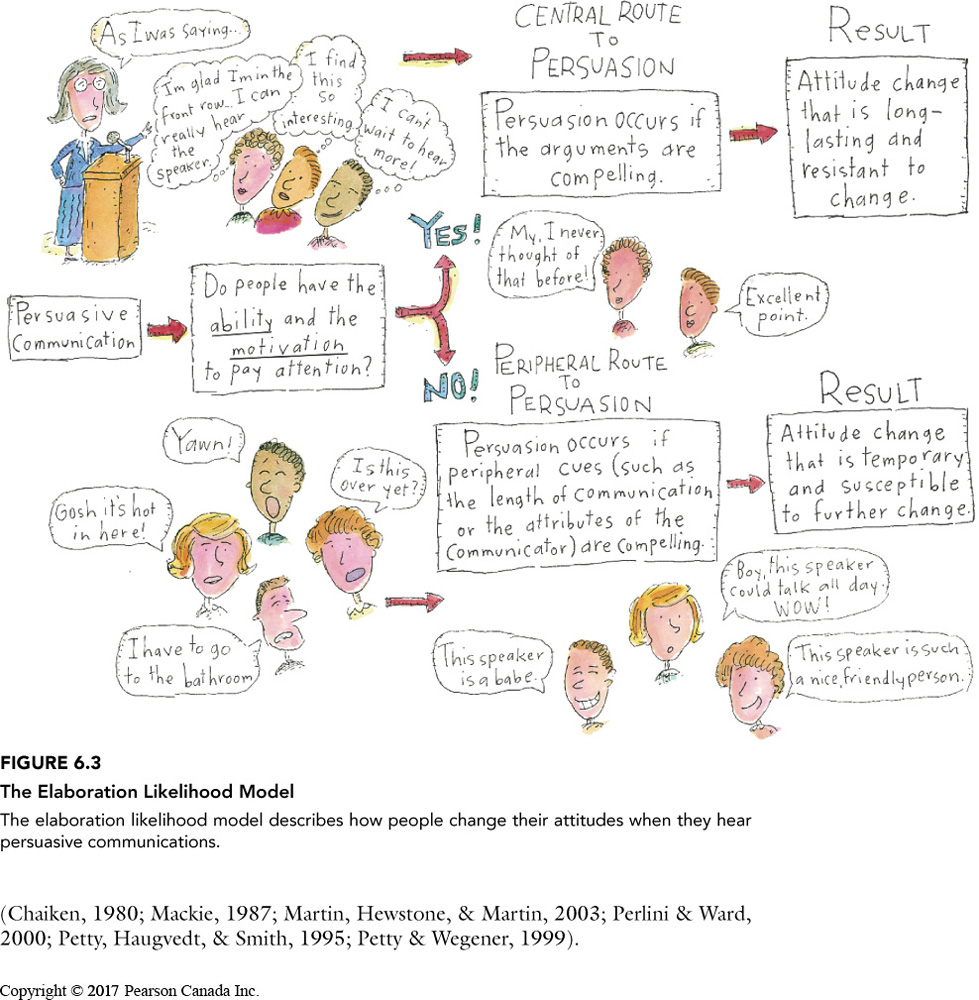 As I was saying...
I'm glad I'm in the
front row... I can
really hear
the
speaker.
I find
this
so
interesting
I can't
wait to hear
more!
CENTRAL ROUTE
TO
PERSUASION
Persuasion occurs if
the arguments are
compelling.
RESULT
Attitude change
that is long-
lasting and
resistant to
change.
YES!
My, I never
thought of
that before!
Excellent
point.
Persuasive
Communication
Do people have the
ability and the
motivation
to pay attention?
NO!
PERIPHERAL ROUTE
TO
PERSUASION
Persuasion occurs if
peripheral cues (such as
the length of communication
or the attributes of the
communicator) are compelling.
RESULT
Attitude change
that is temporary
and susceptible
to further change.
Yawn!
Is this
over yet?
Gosh it's hot
in here!
I have to go
to the bathroom
This speaker
is a babe.
Boy, this speaker
could talk all day.
WOW!
This speaker is such
a nice, friendly person.
FIGURE 6.3
The Elaboration Likelihood Model
The elaboration likelihood model describes how people change their attitudes when they hear
persuasive communications.
(Chaiken, 1980; Mackie, 1987; Martin, Hewstone, & Martin, 2003; Perlini & Ward,
2000; Petty, Haugvedt, & Smith, 1995; Petty & Wegener, 1999).
Copyright © 2017 Pearson Canada Inc.